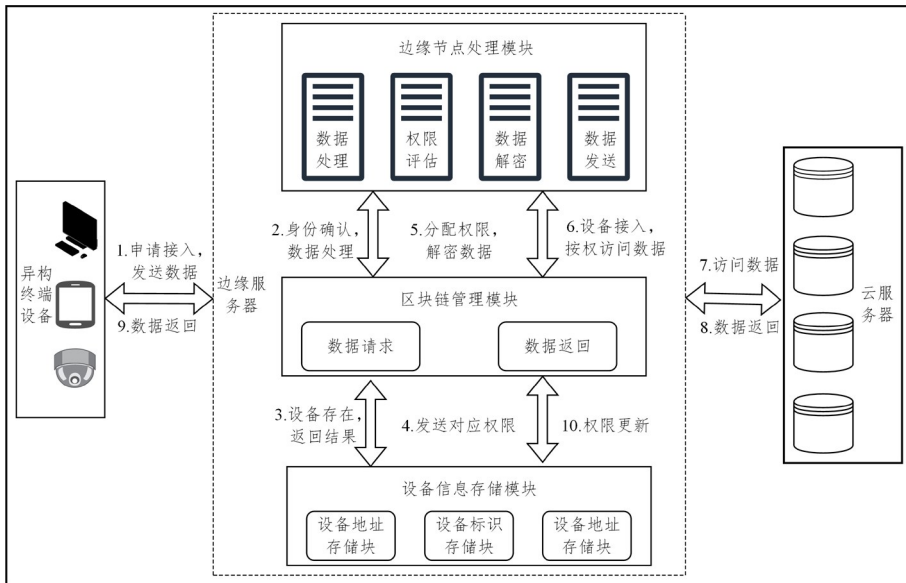 边缘节点处理模块
数据
处理
权限
评估
数据
解密
数据
发送
2.身份确认,
数据处理
5.分配权限,
解密数据
6.设备接入,
按权访问数据
异构
终端
设备
1.申请接入,
发送数据
9.数据返回
边缘服
务器
区块链管理模块
数据请求
数据返回
7.访问数据
8.数据返回
云服
务器
3.设备存在,
返回结果
4.发送对应权限
10.权限更新
设备信息存储模块
设备地址
存储块
设备标识
存储块
设备地址
存储块